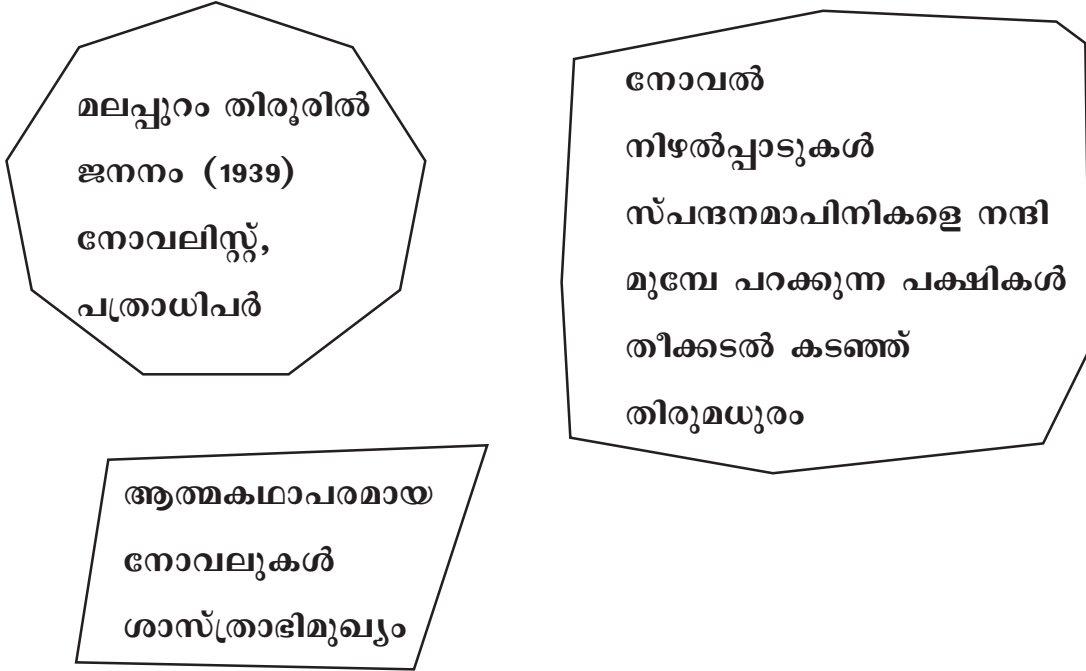 മലപ്പുറം തിരൂരിൽ
ജനനം (1939)
നോവലിസ്റ്റ്,
പത്രാധിപർ
നോവൽ
നിഴൽപ്പാടുകൾ
സ്പന്ദനമാപിനികളെ നന്ദി
മുമ്പേ പറക്കുന്ന പക്ഷികൾ
തീക്കടൽ കടഞ്ഞ്
തിരുമധുരം
ആത്മകഥാപരമായ
നോവലുകൾ
ശാസ്ത്രാഭിമുഖ്യം